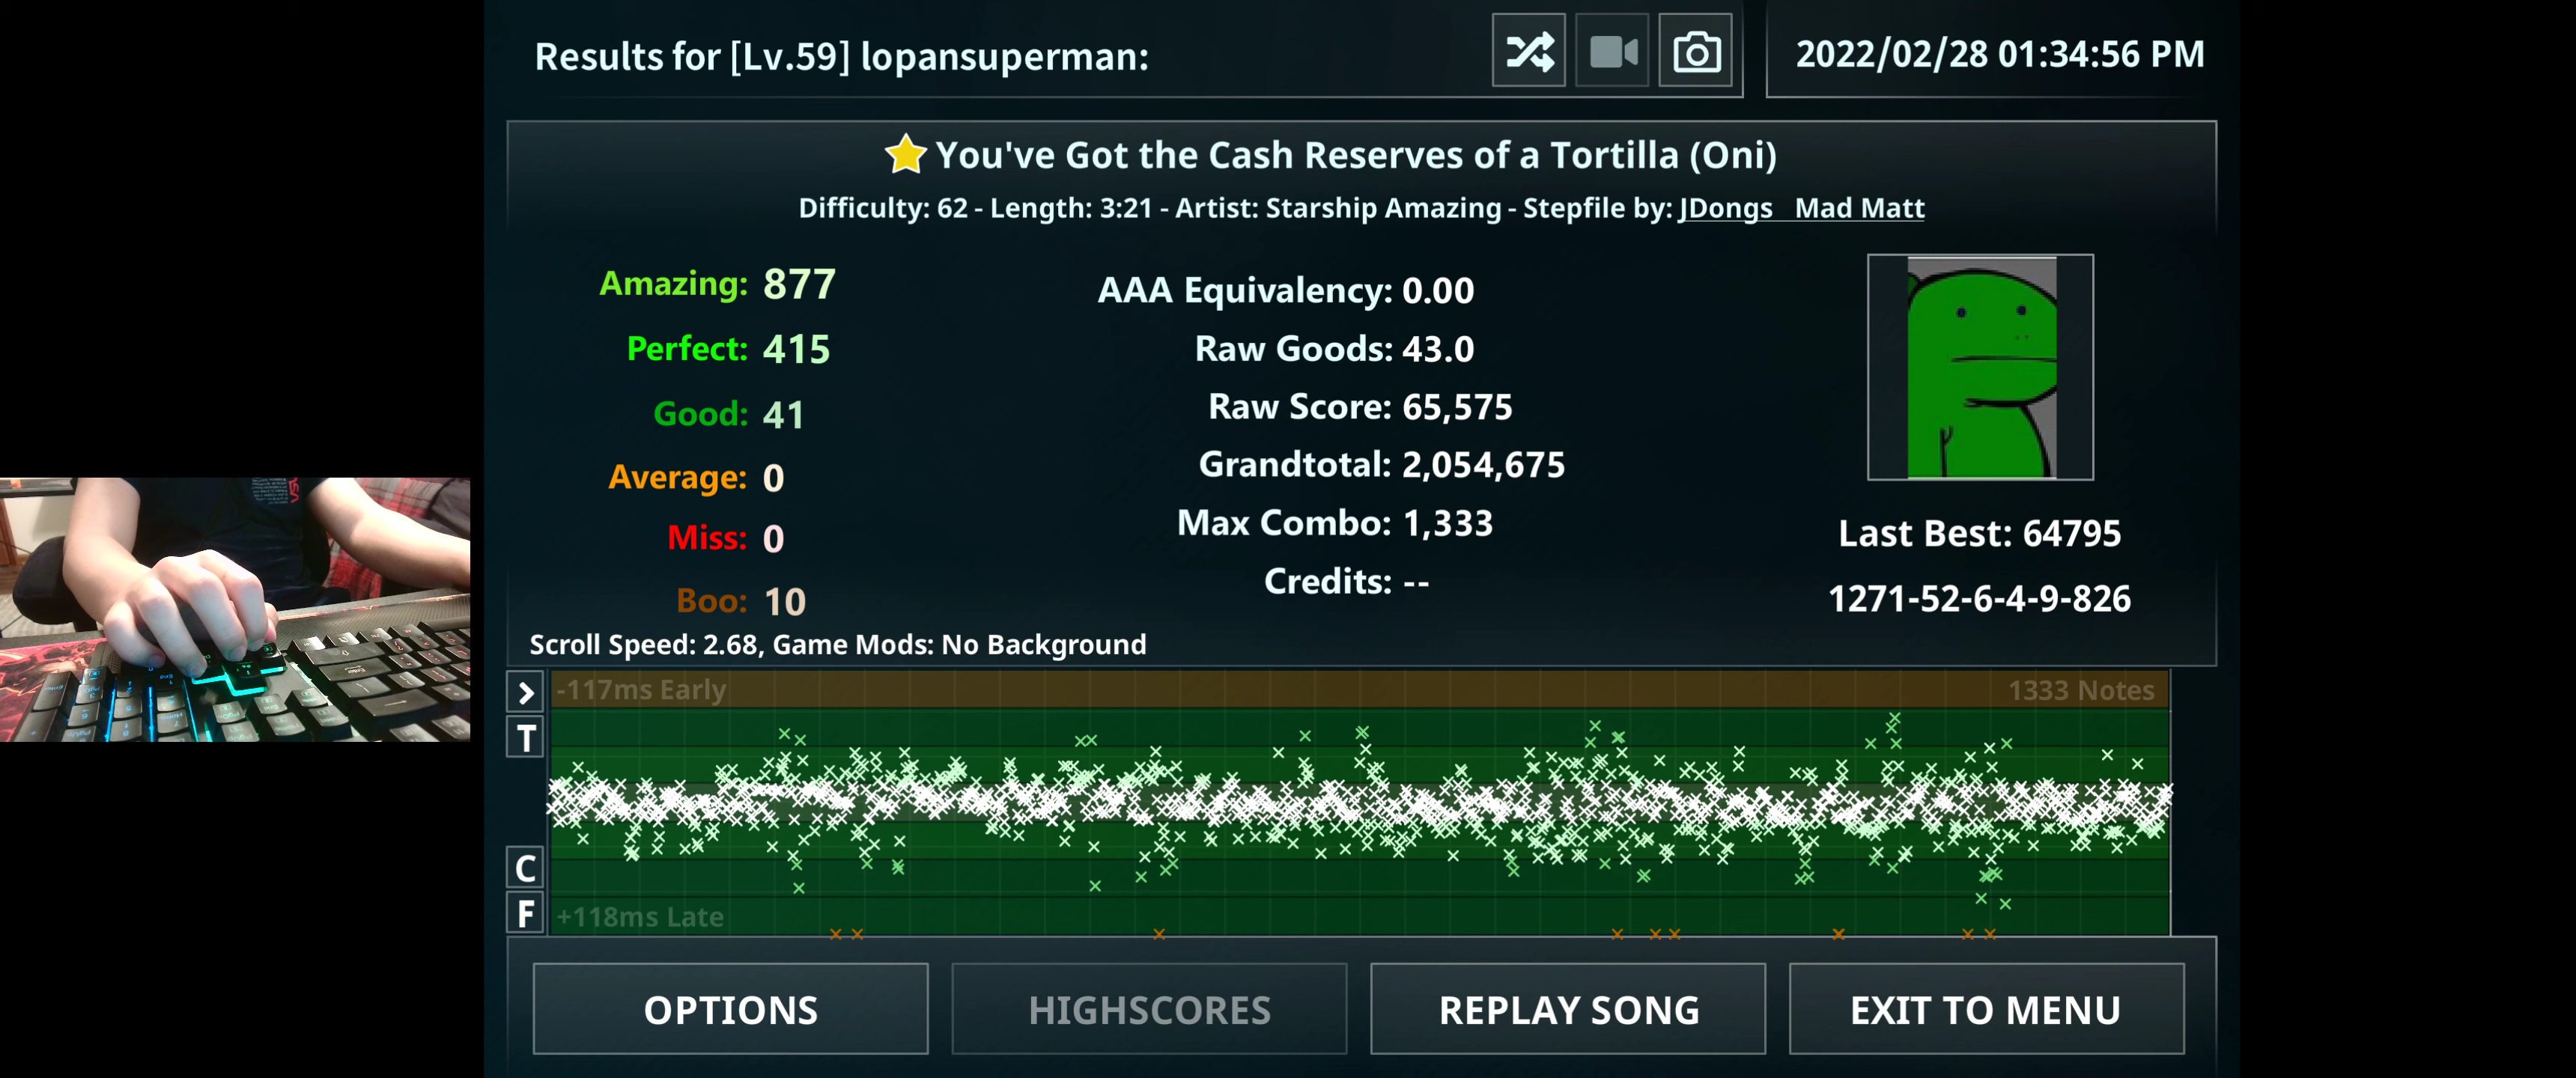 Results for [Lv.59] lopansuperman:
2022/02/28 01:34:56 PM
You've Got the Cash Reserves of a Tortilla (Oni)
Difficulty: 62 - Length: 3:21 - Artist: Starship Amazing - Stepfile by: JDongs   Mad Matt
Amazing: 877
Perfect: 415
Good: 41
Average: 0
Miss: 0
Boo: 10
AAA Equivalency: 0.00
Raw Goods: 43.0
Raw Score: 65,575
Grandtotal: 2,054,675
Max Combo: 1,333
Credits: --
Last Best: 64795
1271-52-6-4-9-826
Scroll Speed: 2.68, Game Mods: No Background
-117ms Early
1333 Notes
T
C
F
+118ms Late
OPTIONS
HIGHSCORES
REPLAY SONG
EXIT TO MENU